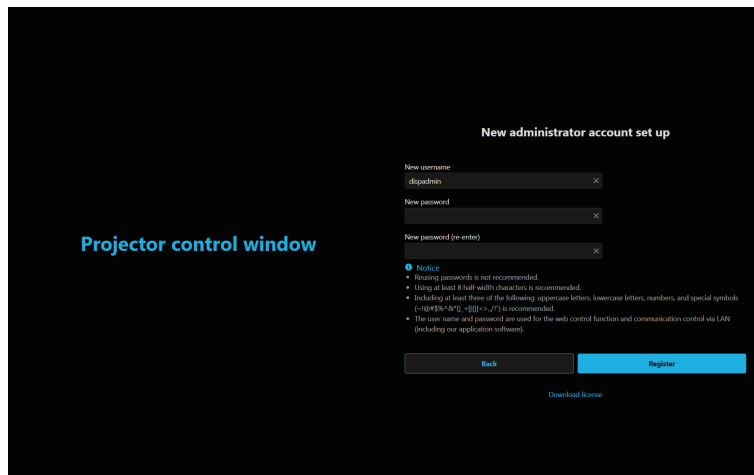 New administrator account set up
New username
dispadmin
New password
Projector control window
New password (re-enter)
Notice
Reusing passwords is not recommended.
Using at least 8 half-width characters is recommended.
Including at least three of the following: uppercase letters, lowercase letters, numbers, and special symbols
is recommended.
The user name and password are used for the web control function and communication control via LAN
(including our application software).
Back
Register
Download license